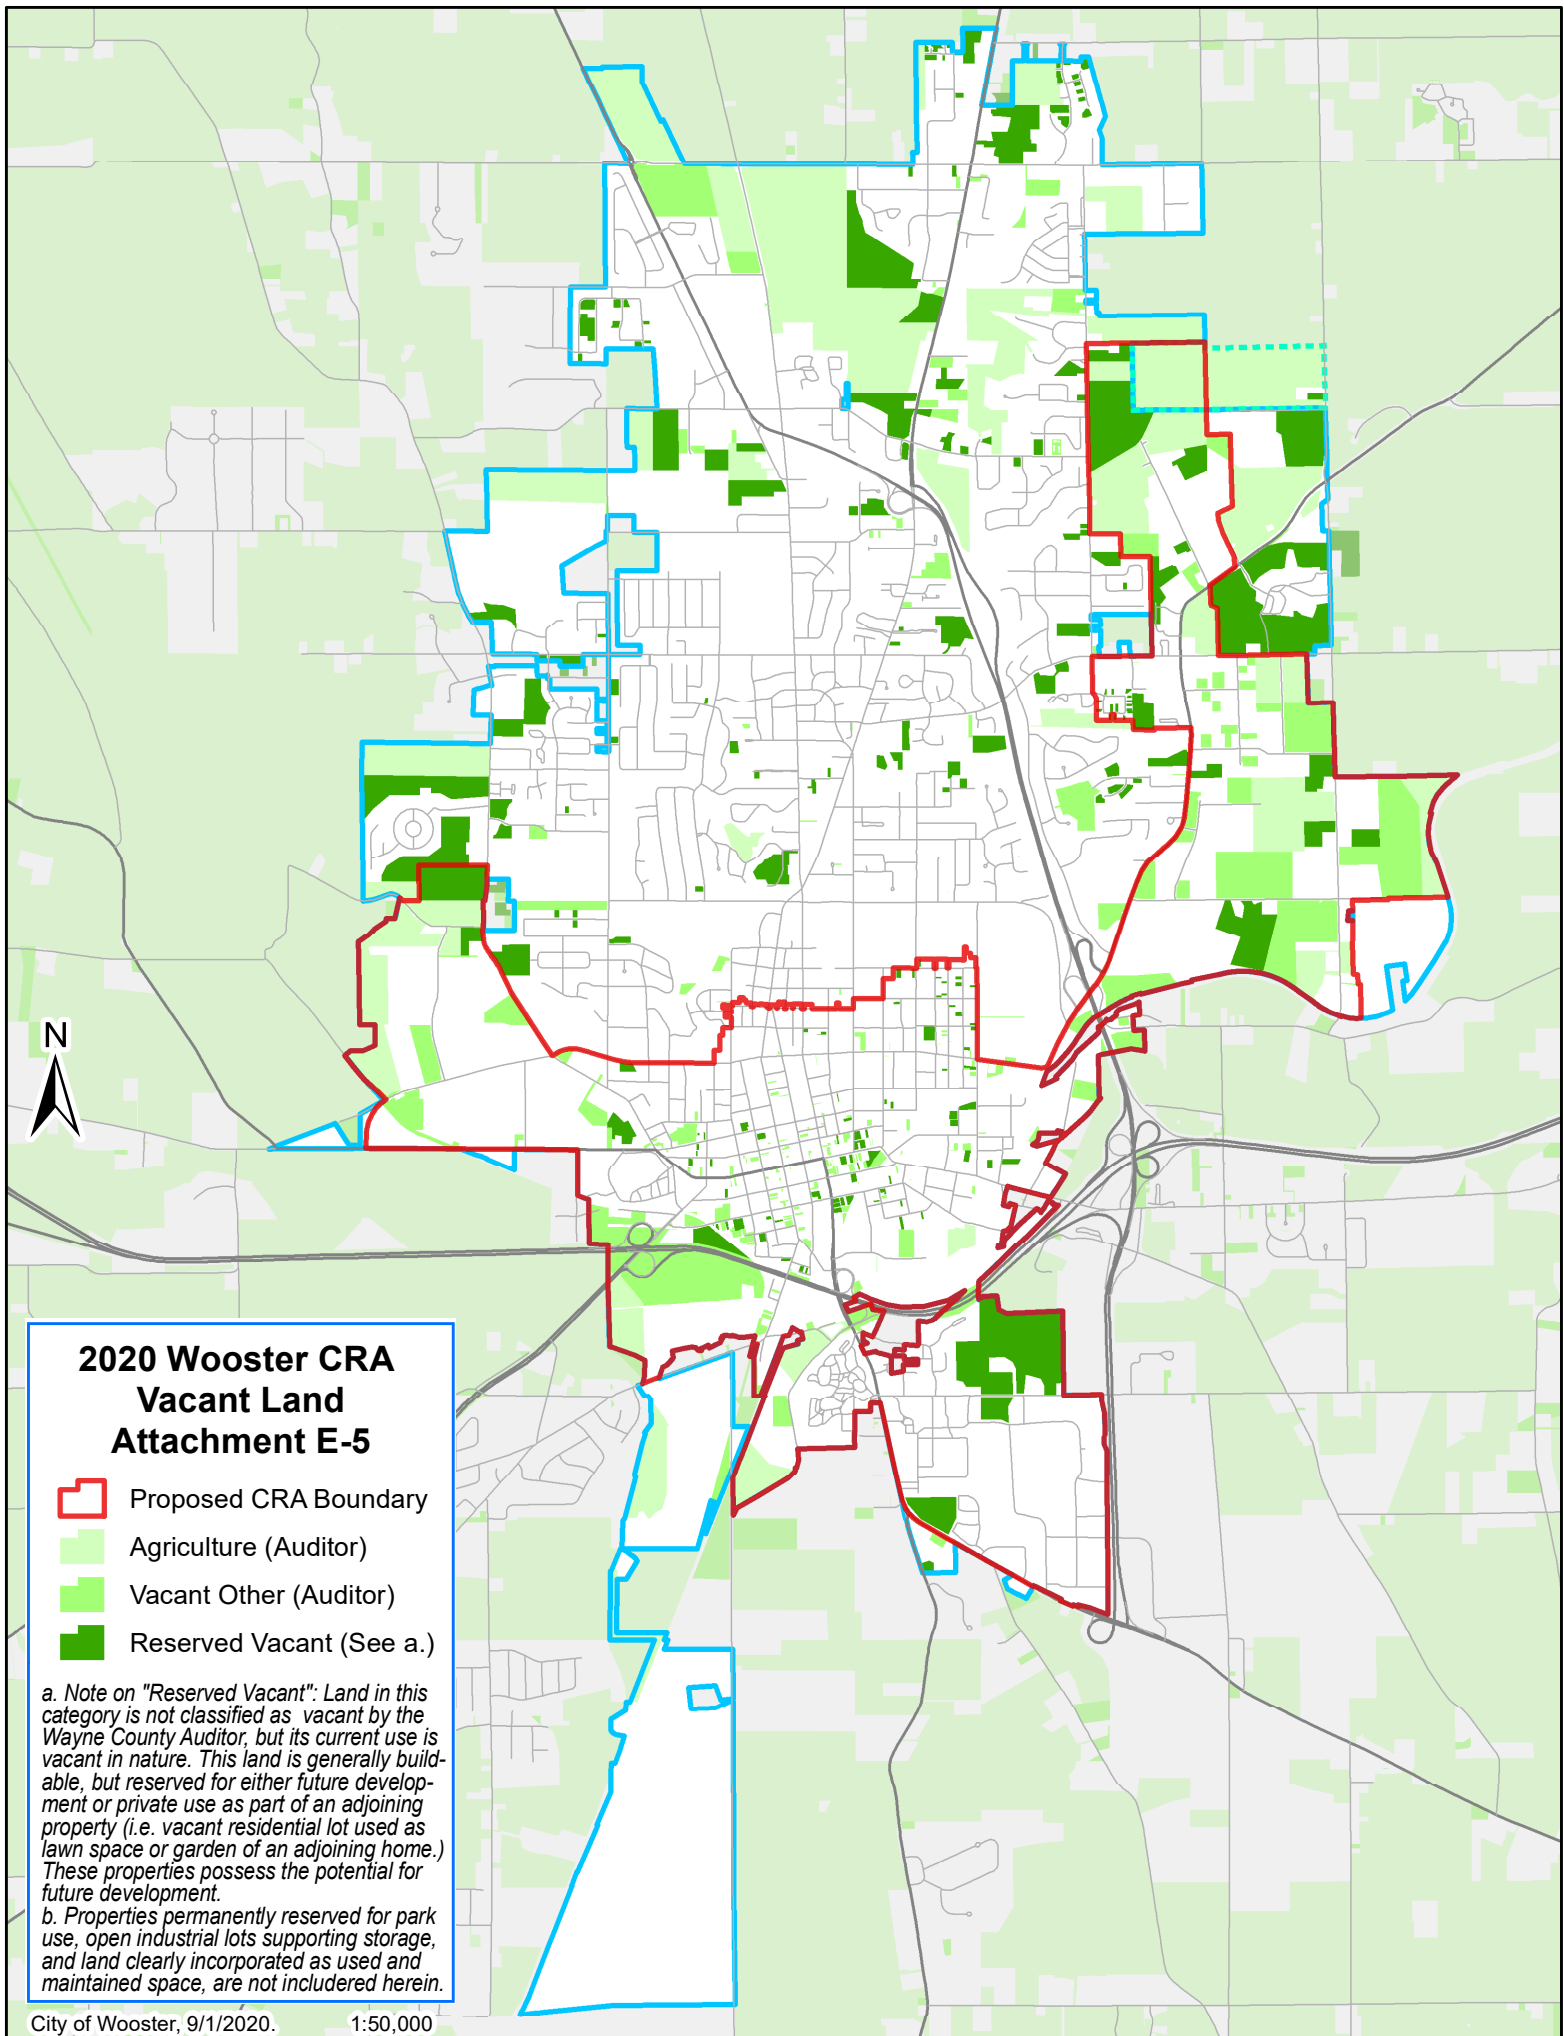 N
2020 Wooster CRA
Vacant Land
Attachment E-5
Proposed CRA Boundary
Agriculture (Auditor)
Vacant Other (Auditor)
Reserved Vacant (See a.)
a. Note on "Reserved Vacant": Land in this
category is not classified as vacant by the
Wayne County Auditor, but its current use is
vacant in nature. This land is generally build-
able, but reserved for either future develop-
ment or private use as part of an adjoining
property (i.e. vacant residential lot used as
lawn space or garden of an adjoining home.)
These properties possess the potential for
future development.
b. Properties permanently reserved for park
use, open industrial lots supporting storage,
and land clearly incorporated as used and
maintained space, are not includered herein.
City of Wooster, 9/1/2020. 1:50,000